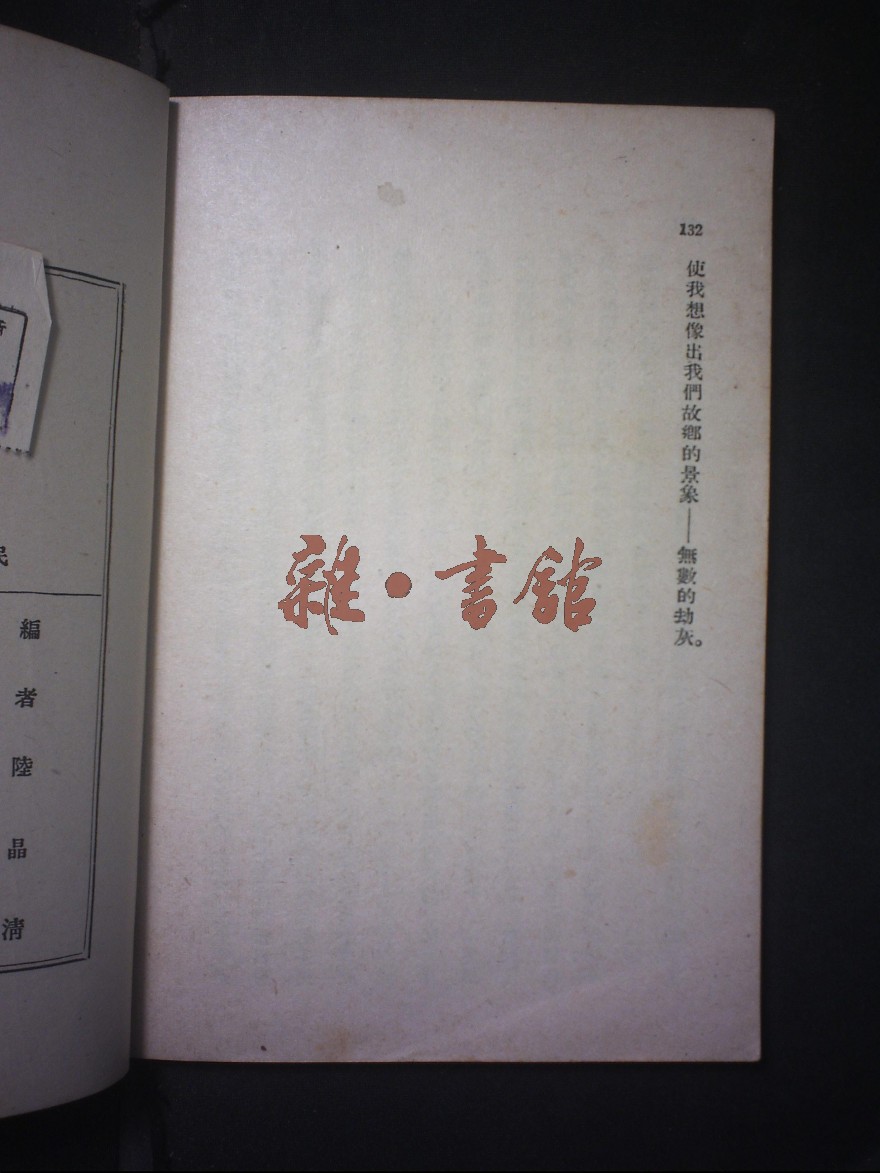 132
使我想像出我們故鄉的景象——無數的劫灰。
雜·書館
民
編者陸晶清